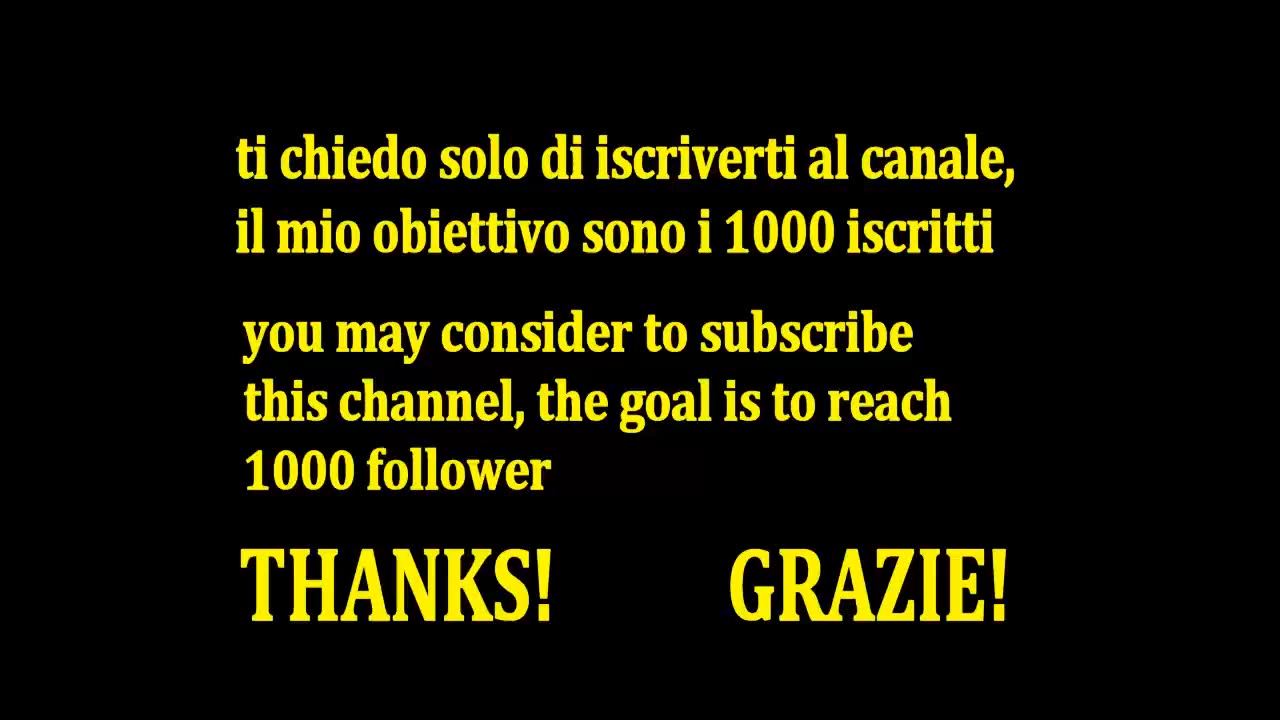 ti chiedo solo di iscriverti al canale,
il mio obiettivo sono i 1000 iscritti
you may consider to subscribe
this channel, the goal is to reach
1000 follower
THANKS! GRAZIE!